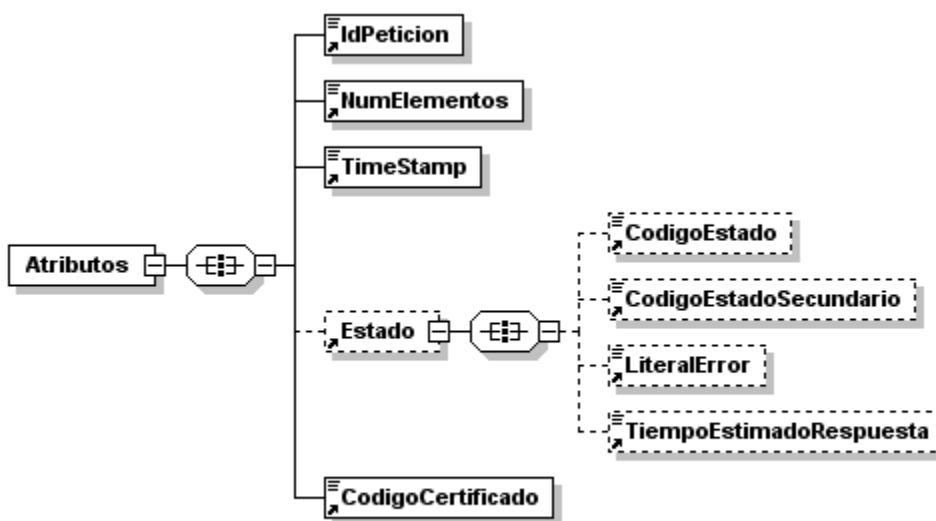 IdPeticion
NumElementos
TimeStamp
Atributos
Estado
CodigoEstado
CodigoEstadoSecundario
LiteralError
TiempoEstimadoRespuesta
CodigoCertificado